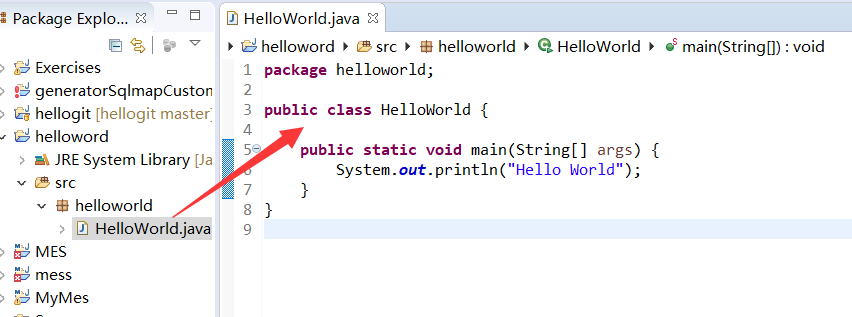 Package Explo...
Exercises
generatorSqlmapCustom
hellogit [hellogit master]
helloword
JRE System Library [Ja
src
helloworld
HelloWorld.java
MES
mess
MyMes
HelloWorld.java
helloword src helloworld HelloWorld main(String[]) : void
1 package helloworld;
2
3 public class HelloWorld {
4
5 public static void main(String[] args) {
6 System.out.println("Hello World");
7 }
8 }
9